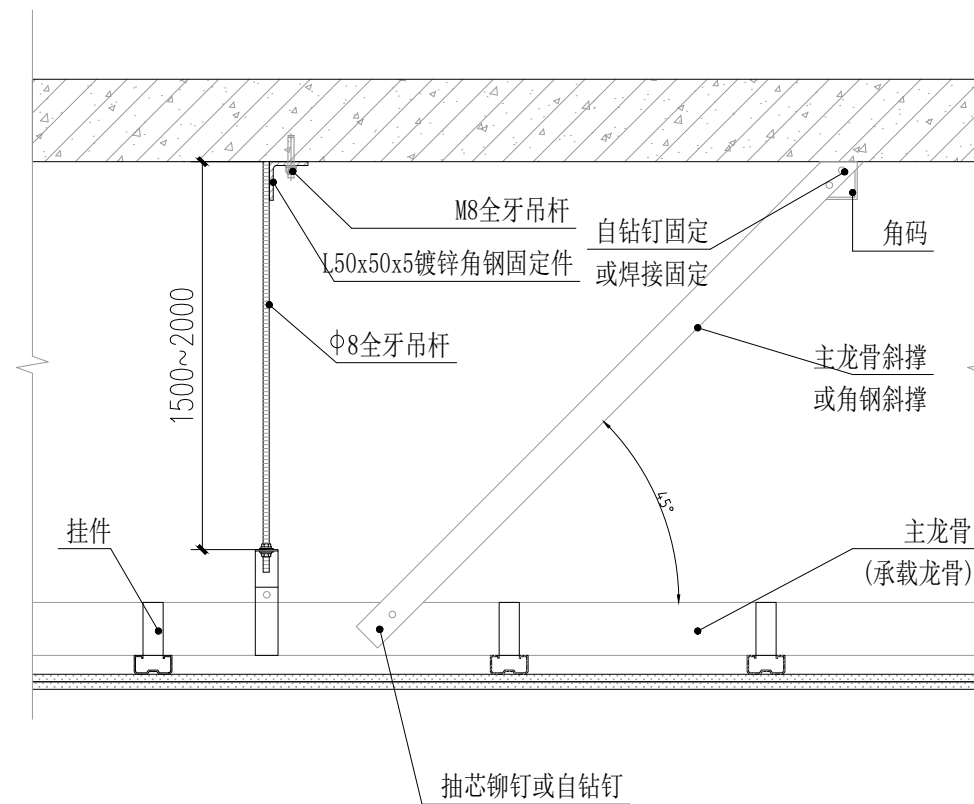 M8全牙吊杆
自钻钉固定
或焊接固定
角码
L50x50x5镀锌角钢固定件
1500~2000
ф8全牙吊杆
主龙骨斜撑
或角钢斜撑
45°
挂件
主龙骨
(承载龙骨)
抽芯铆钉或自钻钉